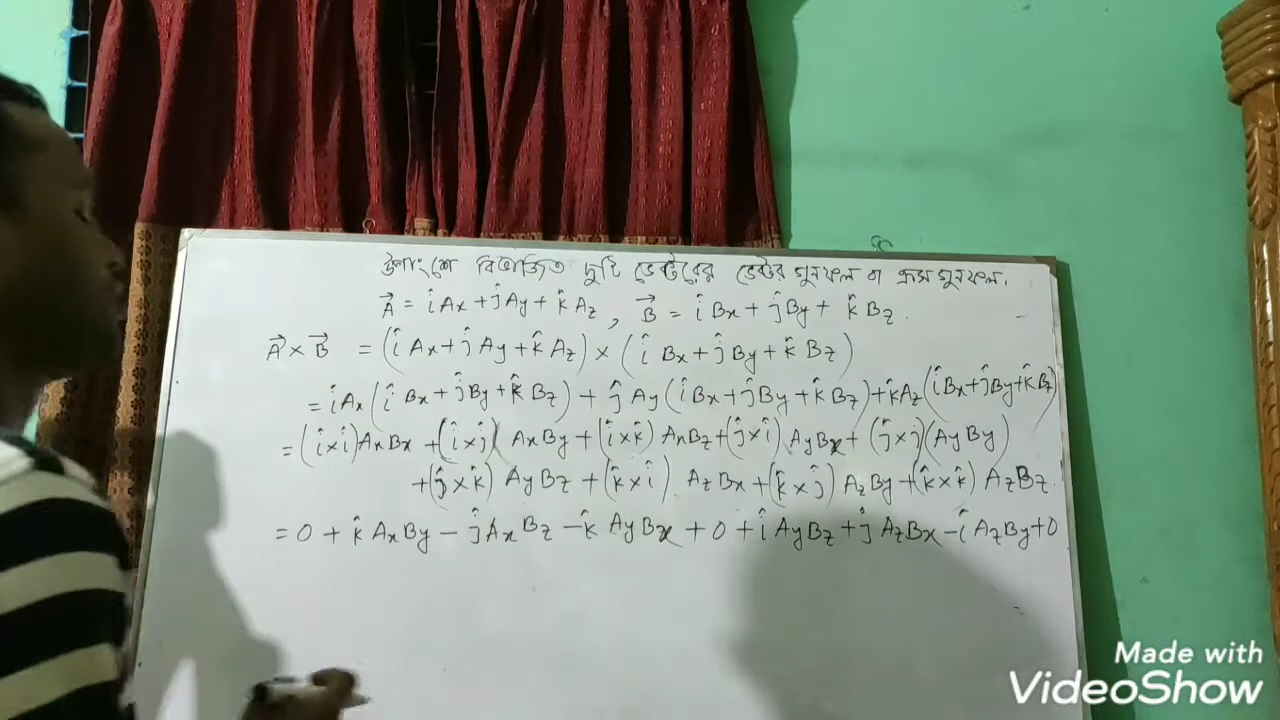 উপাংশে বিভাজিত দুটি ভেক্টরের ভেক্টর গুনফল বা ক্রস গুনফল.
A⃗ = îAx + ĵAy + k̂Az , B⃗ = îBx + ĵBy + k̂Bz.
A⃗ × B⃗ = (îAx + ĵAy + k̂Az) × (îBx + ĵBy + k̂Bz)
= îAx (îBx + ĵBy + k̂Bz) + ĵAy (îBx + ĵBy + k̂Bz) + k̂Az (îBx + ĵBy + k̂Bz)
= (î×î) AxBx + (î×ĵ) AxBy + (î×k̂) AxBz + (ĵ×î) AyBx + (ĵ×ĵ)(AyBy)
+ (ĵ×k̂) AyBz + (k̂×î) AzBx + (k̂×ĵ) AzBy + (k̂×k̂) AzBz
= 0 + k̂AxBy - ĵAxBz - k̂AyBx + 0 + îAyBz + ĵAzBx - îAzBy + 0
Made with
VideoShow